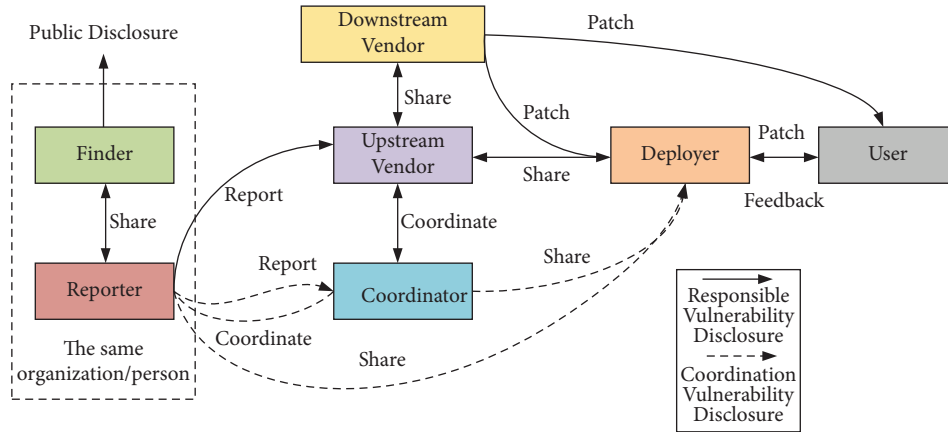 Public Disclosure
Downstream
Vendor
Patch
Share
Patch
Finder
Upstream
Vendor
Deployer
Patch
User
Share
Feedback
Report
Share
Coordinate
Reporter
Report
Coordinator
Share
Coordinate
Share
The same
organization/person
Responsible
Vulnerability
Disclosure
Coordination
Vulnerability
Disclosure